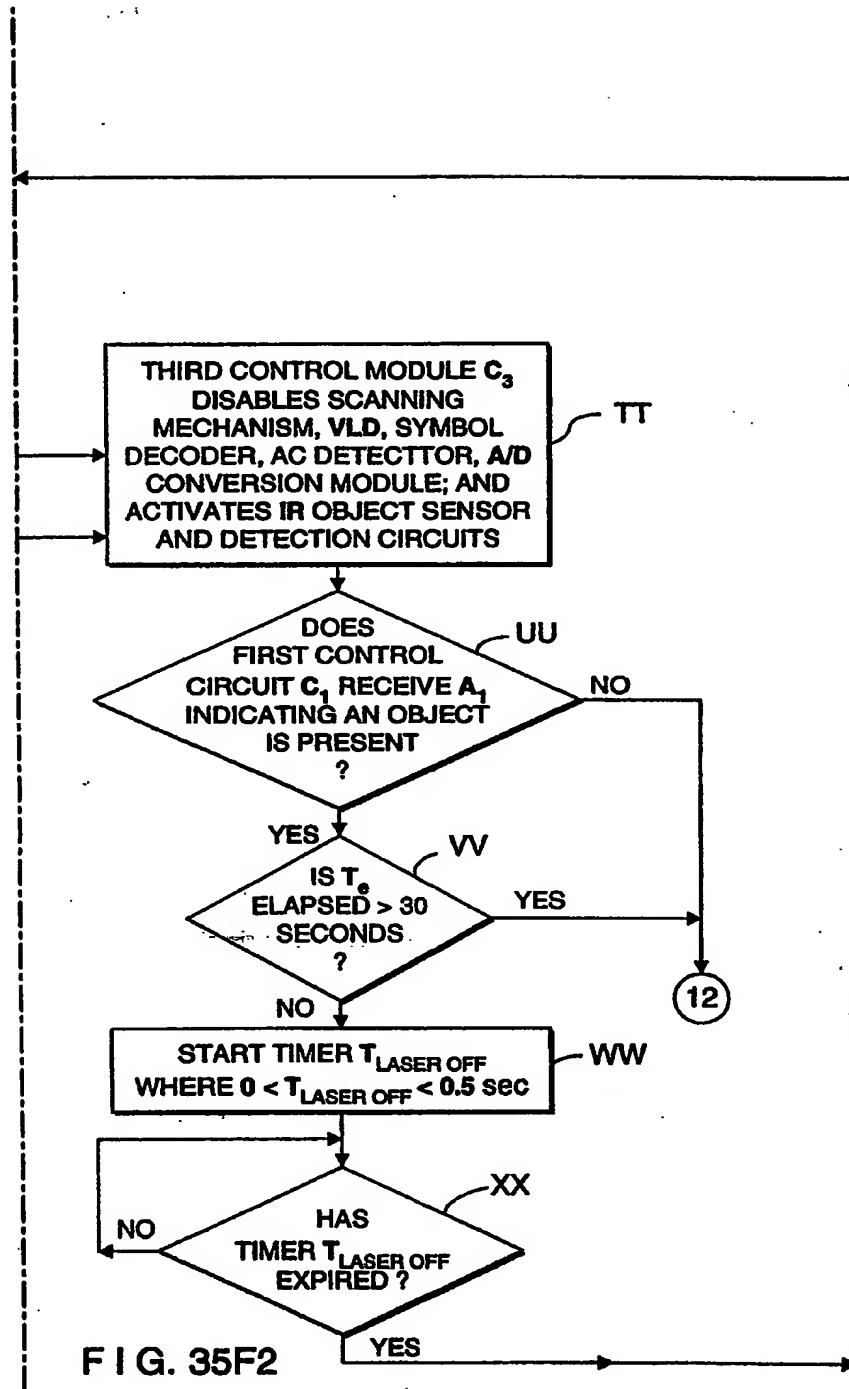 THIRD CONTROL MODULE C3
DISABLES SCANNING
MECHANISM, VLD, SYMBOL
DECODER, AC DETECTTOR, A/D
CONVERSION MODULE; AND
ACTIVATES IR OBJECT SENSOR
AND DETECTION CIRCUITS
TT
DOES
FIRST CONTROL
CIRCUIT C1 RECEIVE A1
INDICATING AN OBJECT
IS PRESENT
?
UU
NO
YES
IS Te
ELAPSED > 30
SECONDS
?
VV
YES
12
NO
START TIMER TLASER OFF
WHERE 0 < TLASER OFF < 0.5 sec
WW
HAS
TIMER TLASER OFF
EXPIRED ?
XX
NO
YES
FIG. 35F2